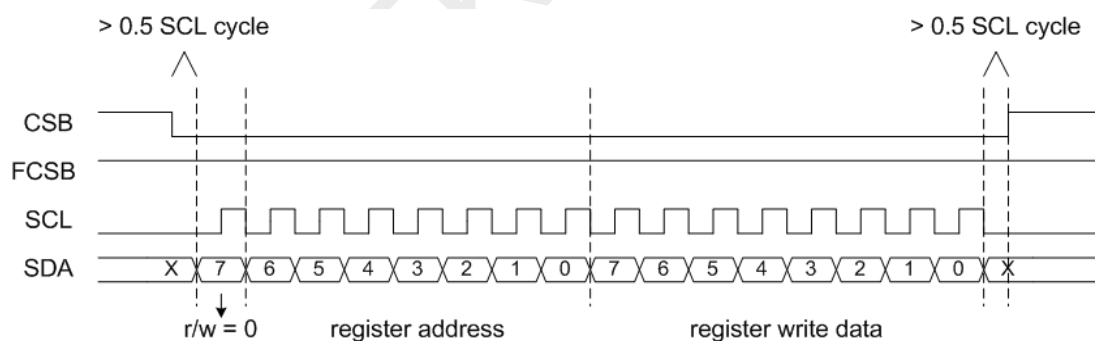 > 0.5 SCL cycle > 0.5 SCL cycle
CSB
FCSB
SCL
SDA X 7 6 5 4 3 2 1 0 7 6 5 4 3 2 1 0 X
r/w = 0 register address register write data